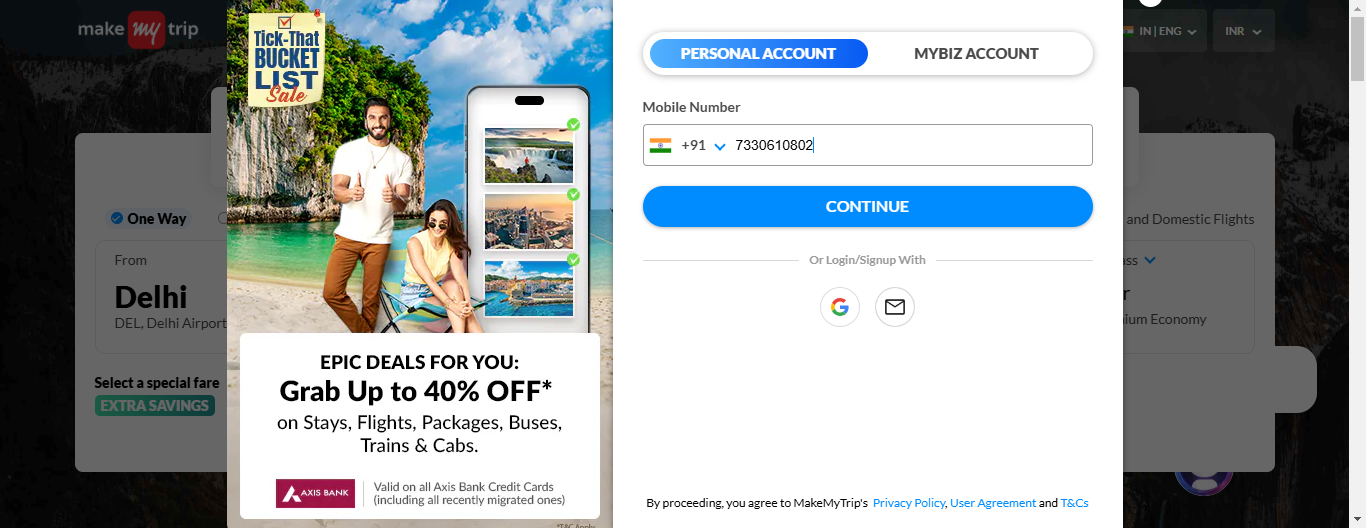 make my trip
IN | ENG
INR
One Way
and Domestic Flights
From
Delhi
DEL, Delhi Airport
Select a special fare
EXTRA SAVINGS
Tick-That
BUCKET
LIST
Sale
EPIC DEALS FOR YOU:
Grab Up to 40% OFF*
on Stays, Flights, Packages, Buses,
Trains & Cabs.
AXIS BANK
Valid on all Axis Bank Credit Cards
(including all recently migrated ones)
PERSONAL ACCOUNT
MYBIZ ACCOUNT
Mobile Number
+91 7330610802
CONTINUE
Or Login/Signup With
By proceeding, you agree to MakeMyTrip's Privacy Policy, User Agreement and T&Cs
Economy